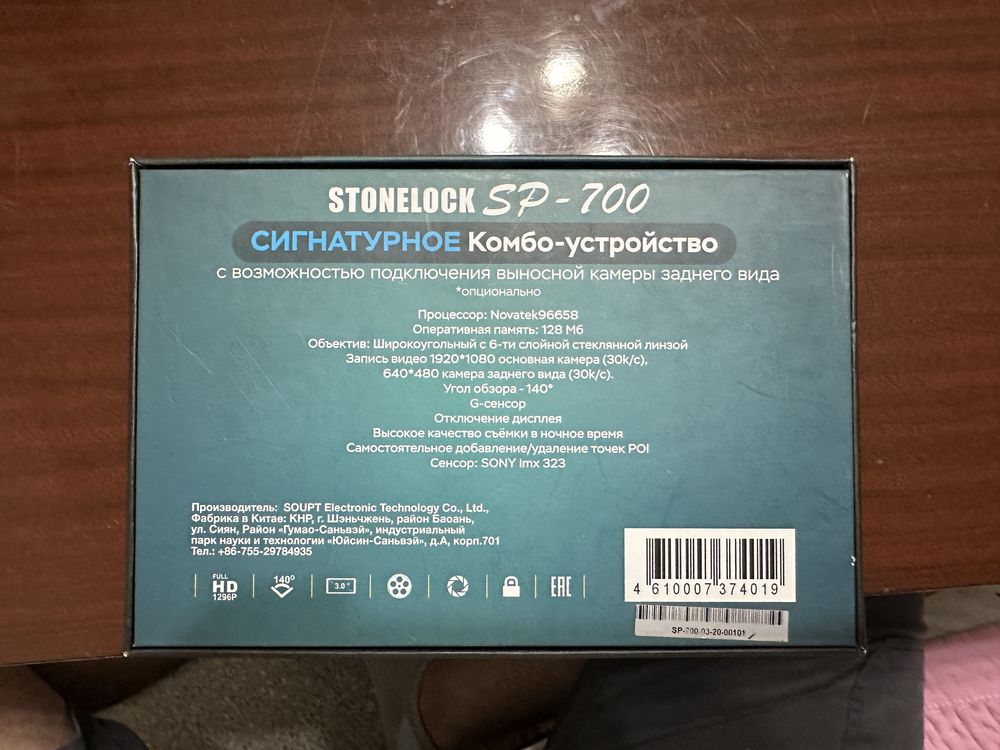 STONELOCK SP-700
СИГНАТУРНОЕ Комбо-устройство
с возможностью подключения выносной камеры заднего вида
*опционально
Процессор: Novatek96658
Оперативная память: 128 Мб
Объектив: Широкоугольный с 6-ти слойной стеклянной линзой
Запись видео 1920*1080 основная камера (30к/с),
640*480 камера заднего вида (30к/с).
Угол обзора - 140°
G-сенсор
Отключение дисплея
Высокое качество съёмки в ночное время
Самостоятельное добавление/удаление точек POI
Сенсор: SONY Imx 323
Производитель: SOUPT Electronic Technology Co., Ltd.,
Фабрика в Китае: КНР, г. Шэньчжень, район Баоань,
ул. Сиян, Район «Гумао-Саньвэй», индустриальный
парк науки и технологии «Юйсин-Саньвэй», д.А, корп.701
Тел.: +86-755-29784935
FULL
HD
1296P
140°
3.0"
EAC
4 610007 374019
SP-700-03-20-00101